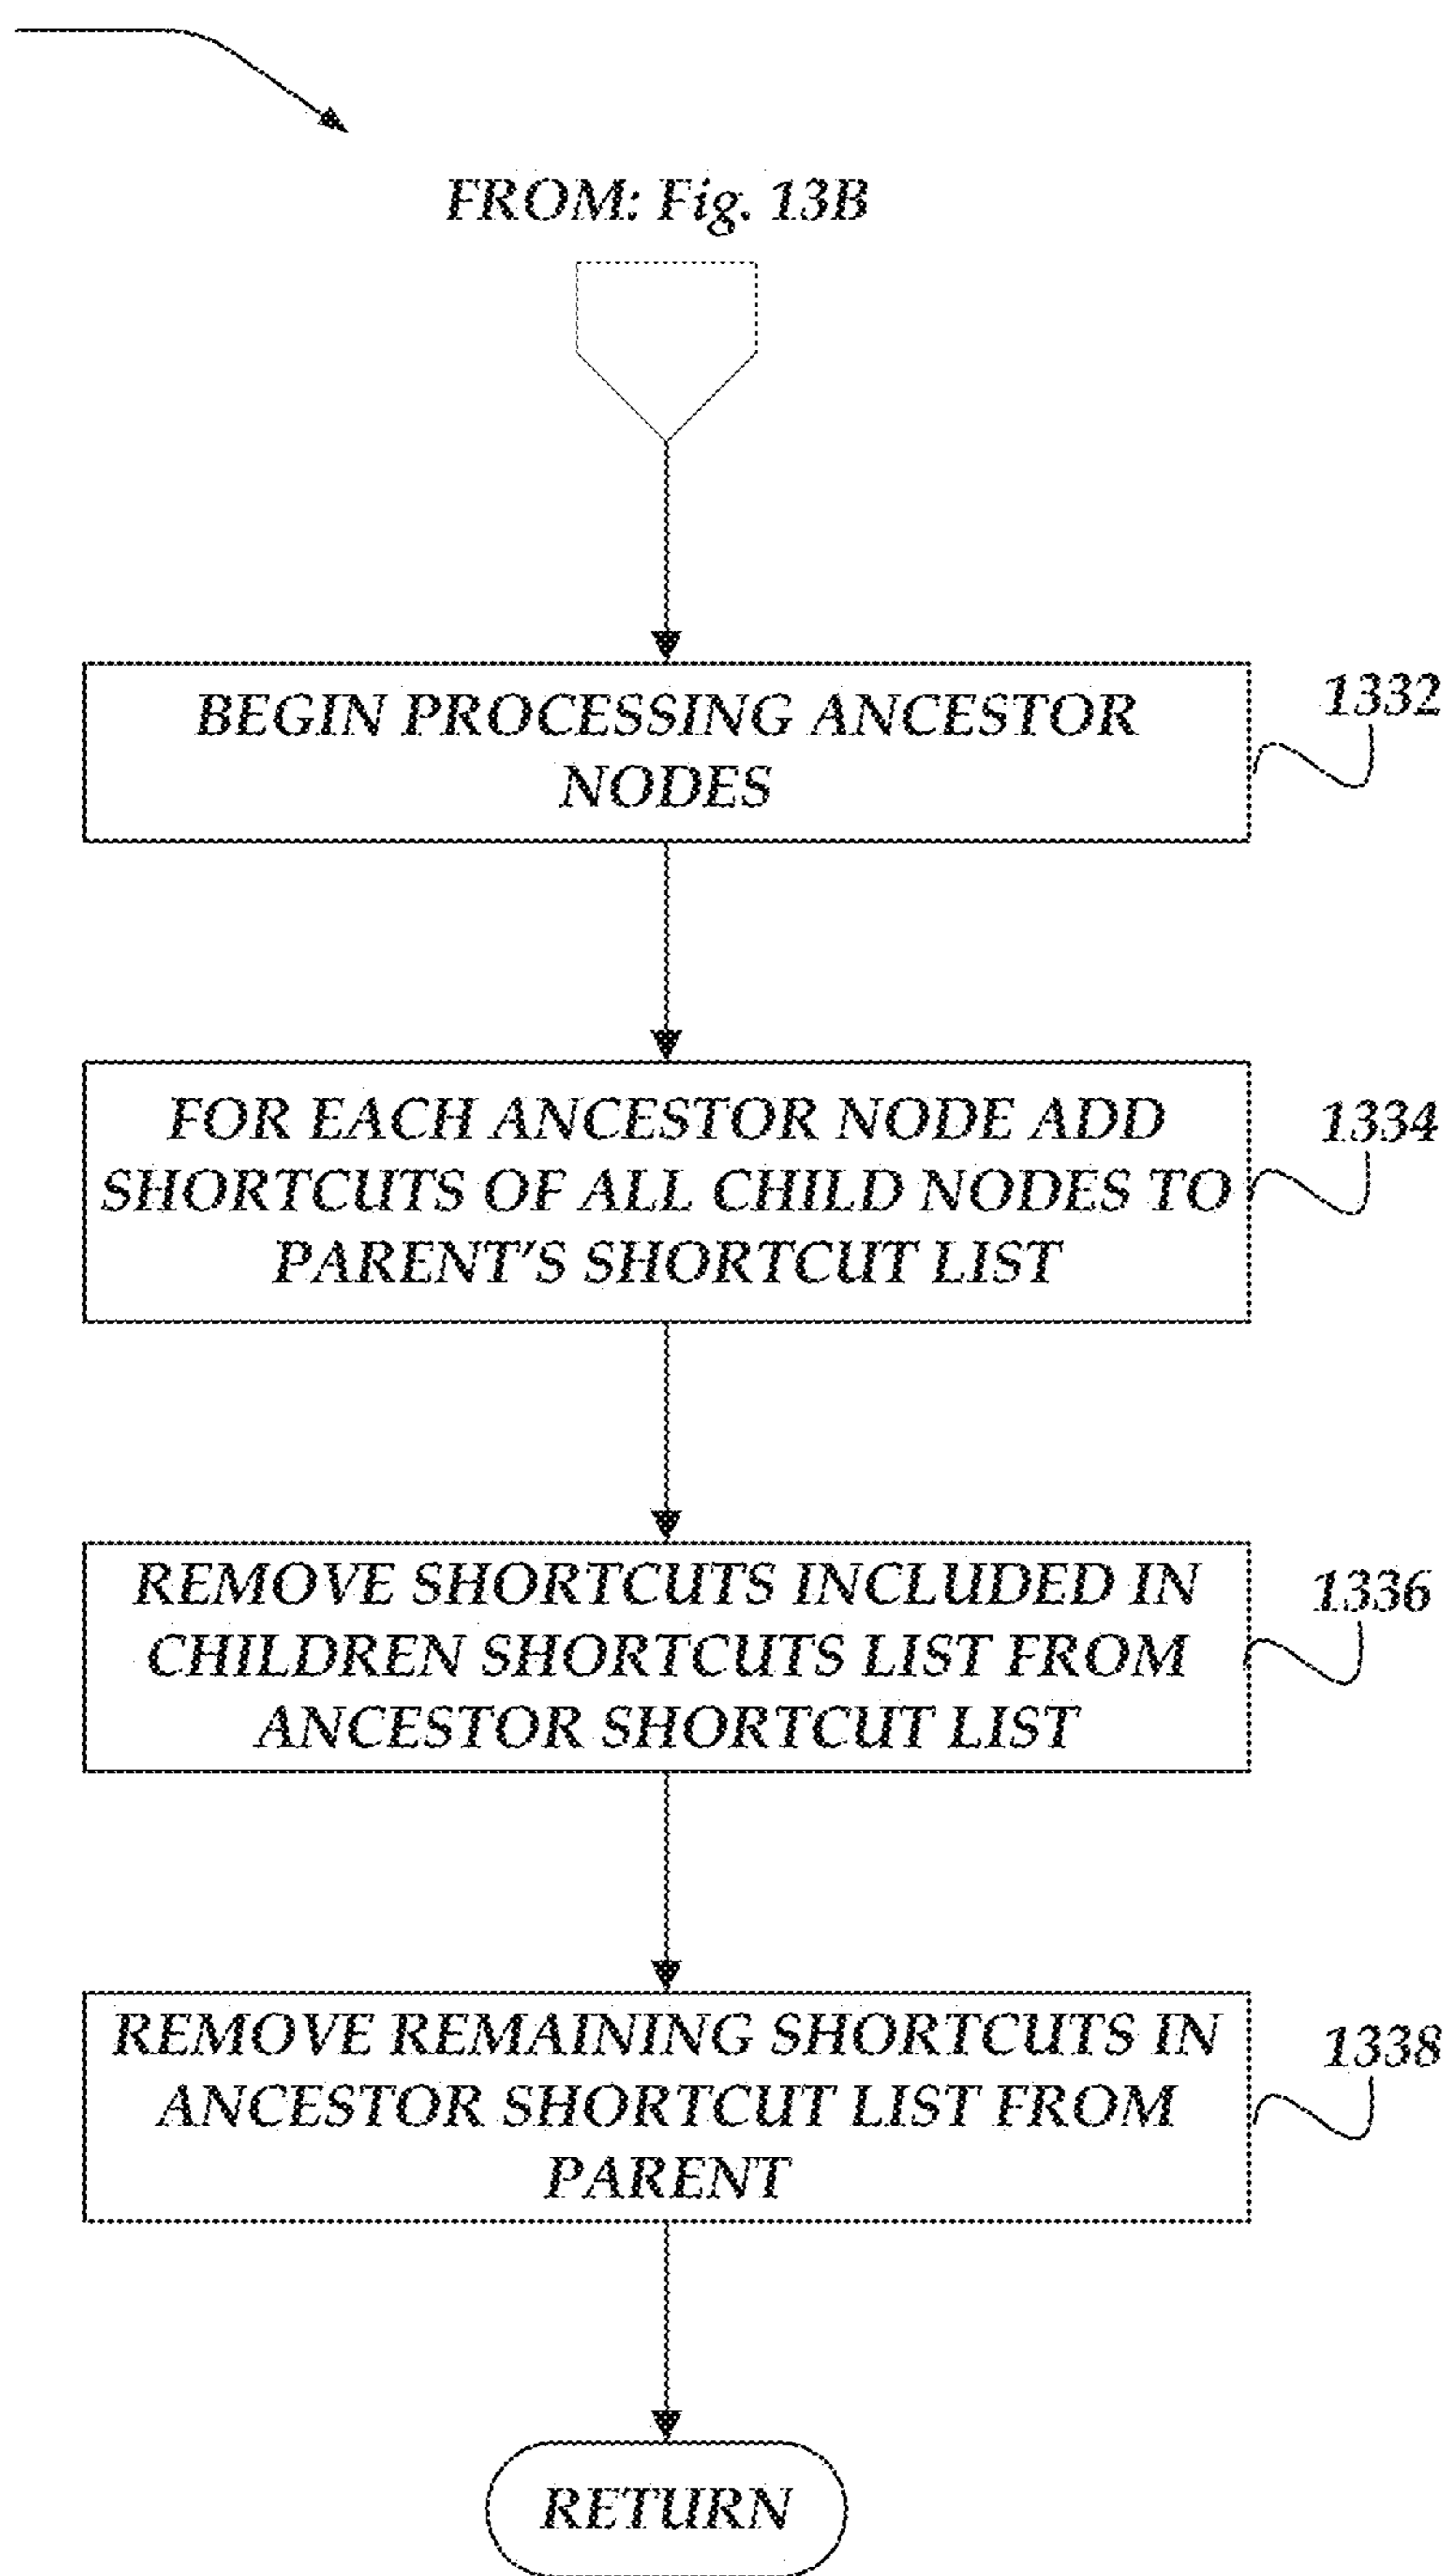 FROM: Fig. 13B
BEGIN PROCESSING ANCESTOR
NODES
1332
FOR EACH ANCESTOR NODE ADD
SHORTCUTS OF ALL CHILD NODES TO
PARENT'S SHORTCUT LIST
1334
REMOVE SHORTCUTS INCLUDED IN
CHILDREN SHORTCUTS LIST FROM
ANCESTOR SHORTCUT LIST
1336
REMOVE REMAINING SHORTCUTS IN
ANCESTOR SHORTCUT LIST FROM
PARENT
1338
RETURN